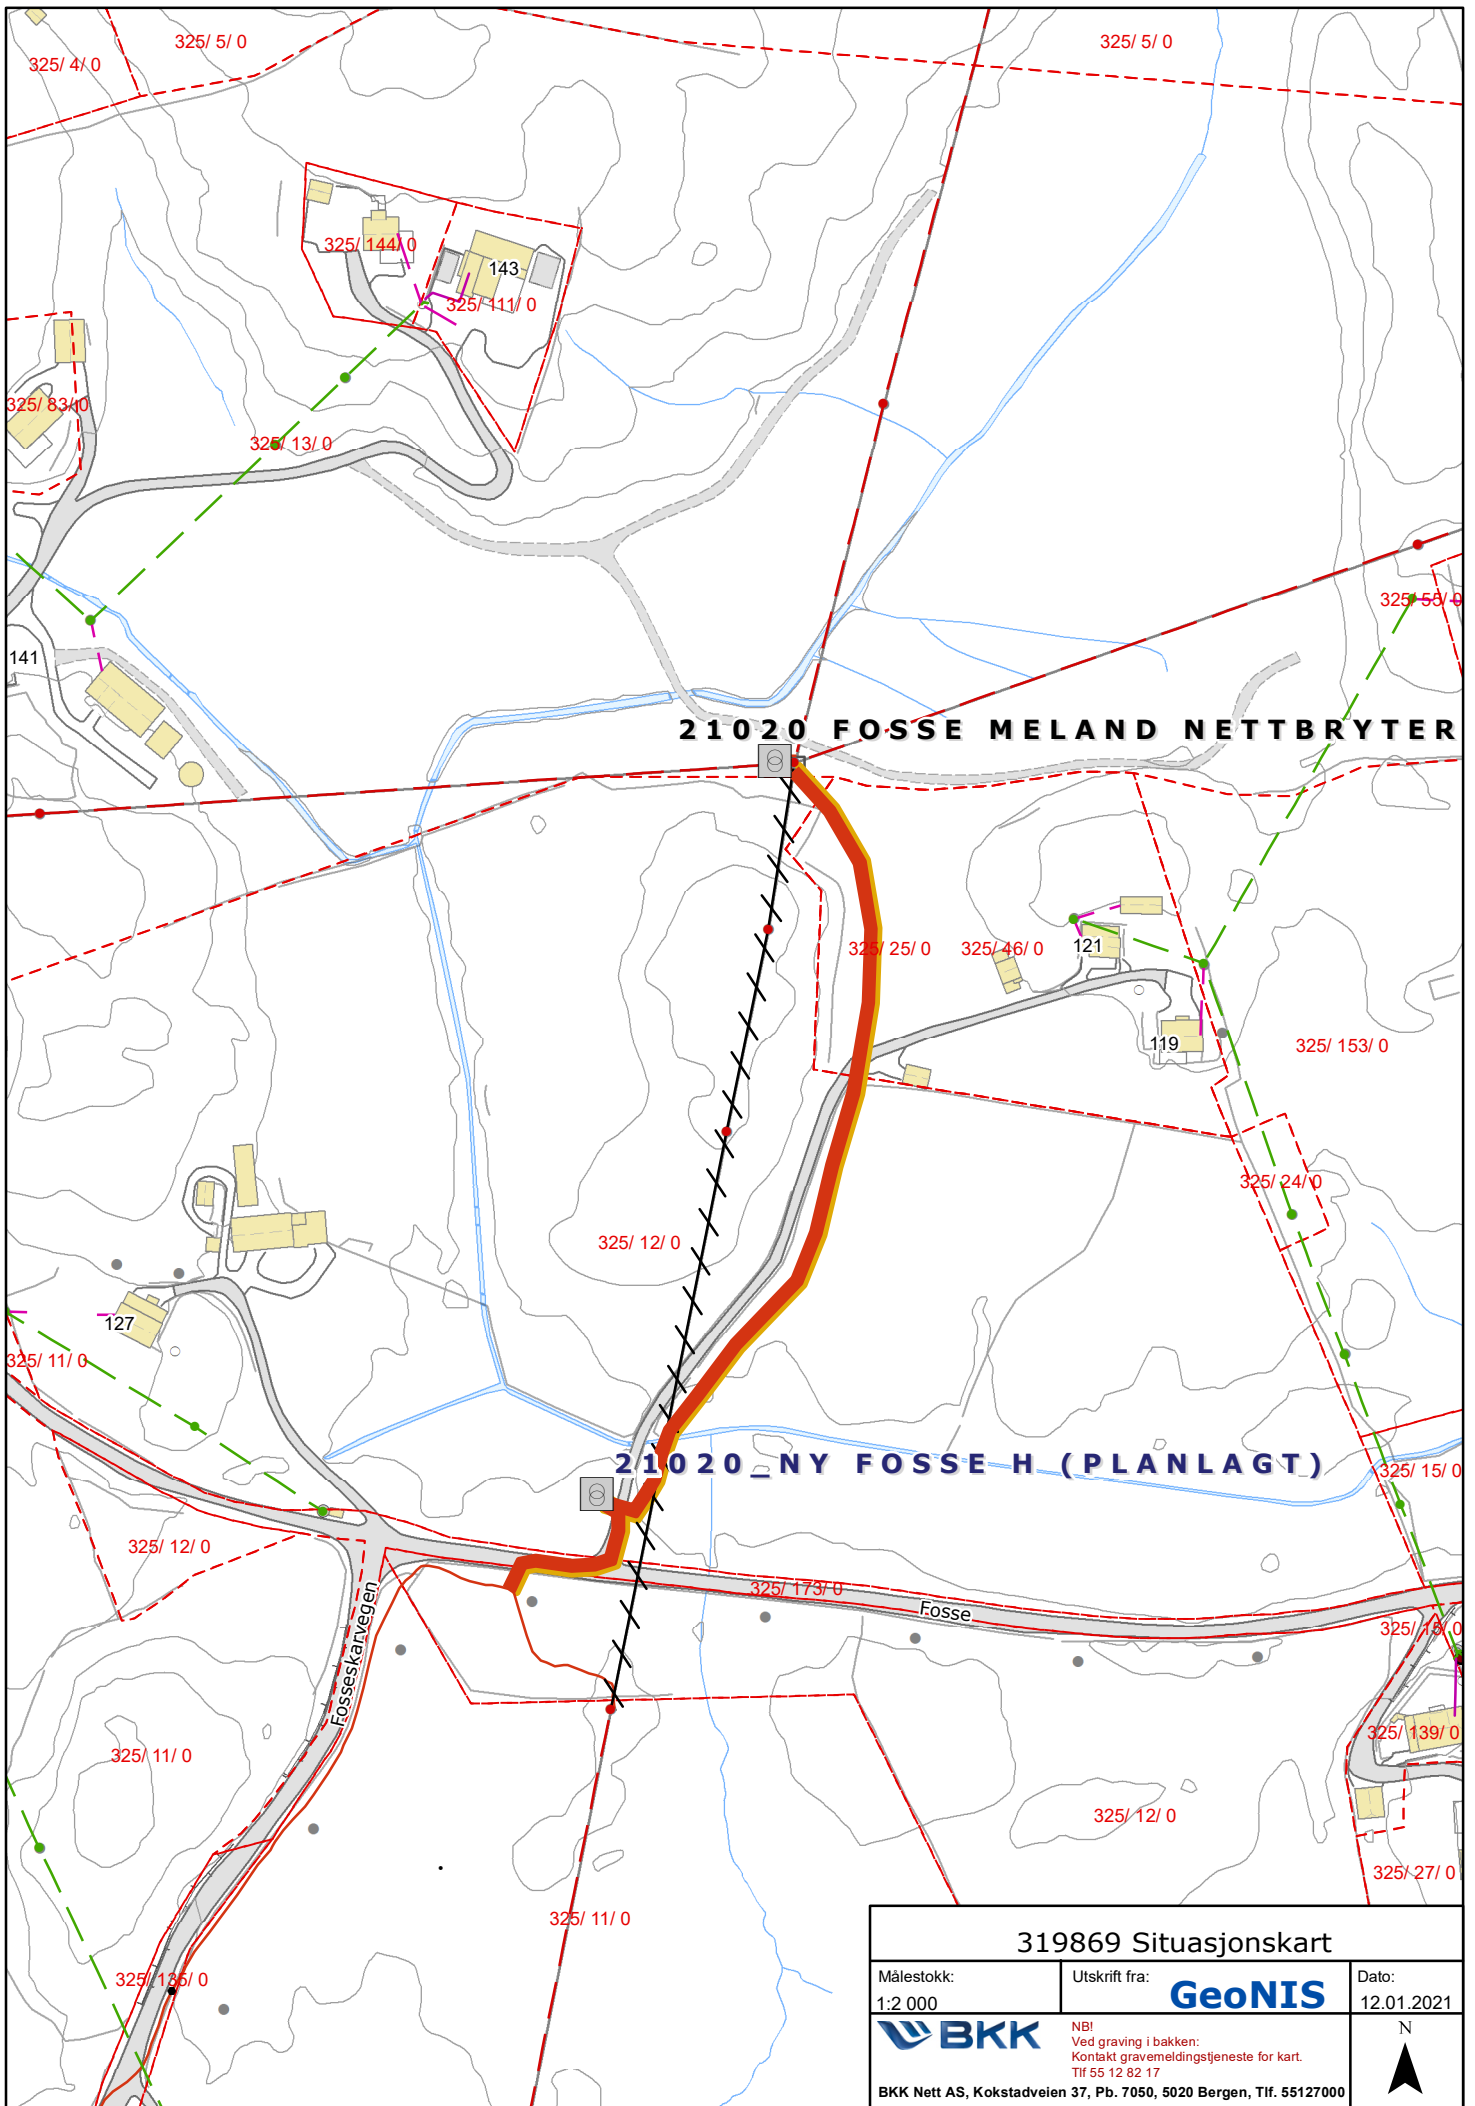 325/ 5/ 0
325/ 5/ 0
325/ 4/ 0
325/ 144/ 0
143
325/ 111/ 0
325/ 83/ 0
325/ 13/ 0
325/ 55/ 0
141
21020 FOSSE MELAND NETTBRYTER
325/ 25/ 0
325/ 46/ 0
121
119
325/ 153/ 0
325/ 24/ 0
325/ 12/ 0
127
325/ 11/ 0
21020_NY FOSSE H (PLANLAGT)
325/ 15/ 0
325/ 12/ 0
325/ 173/ 0
Fosse
Fosseskarvegen
325/ 15/ 0
325/ 139/ 0
325/ 11/ 0
325/ 12/ 0
325/ 27/ 0
325/ 11/ 0
325/ 135/ 0
319869 Situasjonskart
Målestokk:
1:2 000
Utskrift fra:
GeoNIS
Dato:
12.01.2021
BKK
NB!
Ved graving i bakken:
Kontakt gravemeldingstjeneste for kart.
Tlf 55 12 82 17
N
BKK Nett AS, Kokstadveien 37, Pb. 7050, 5020 Bergen, Tlf. 55127000